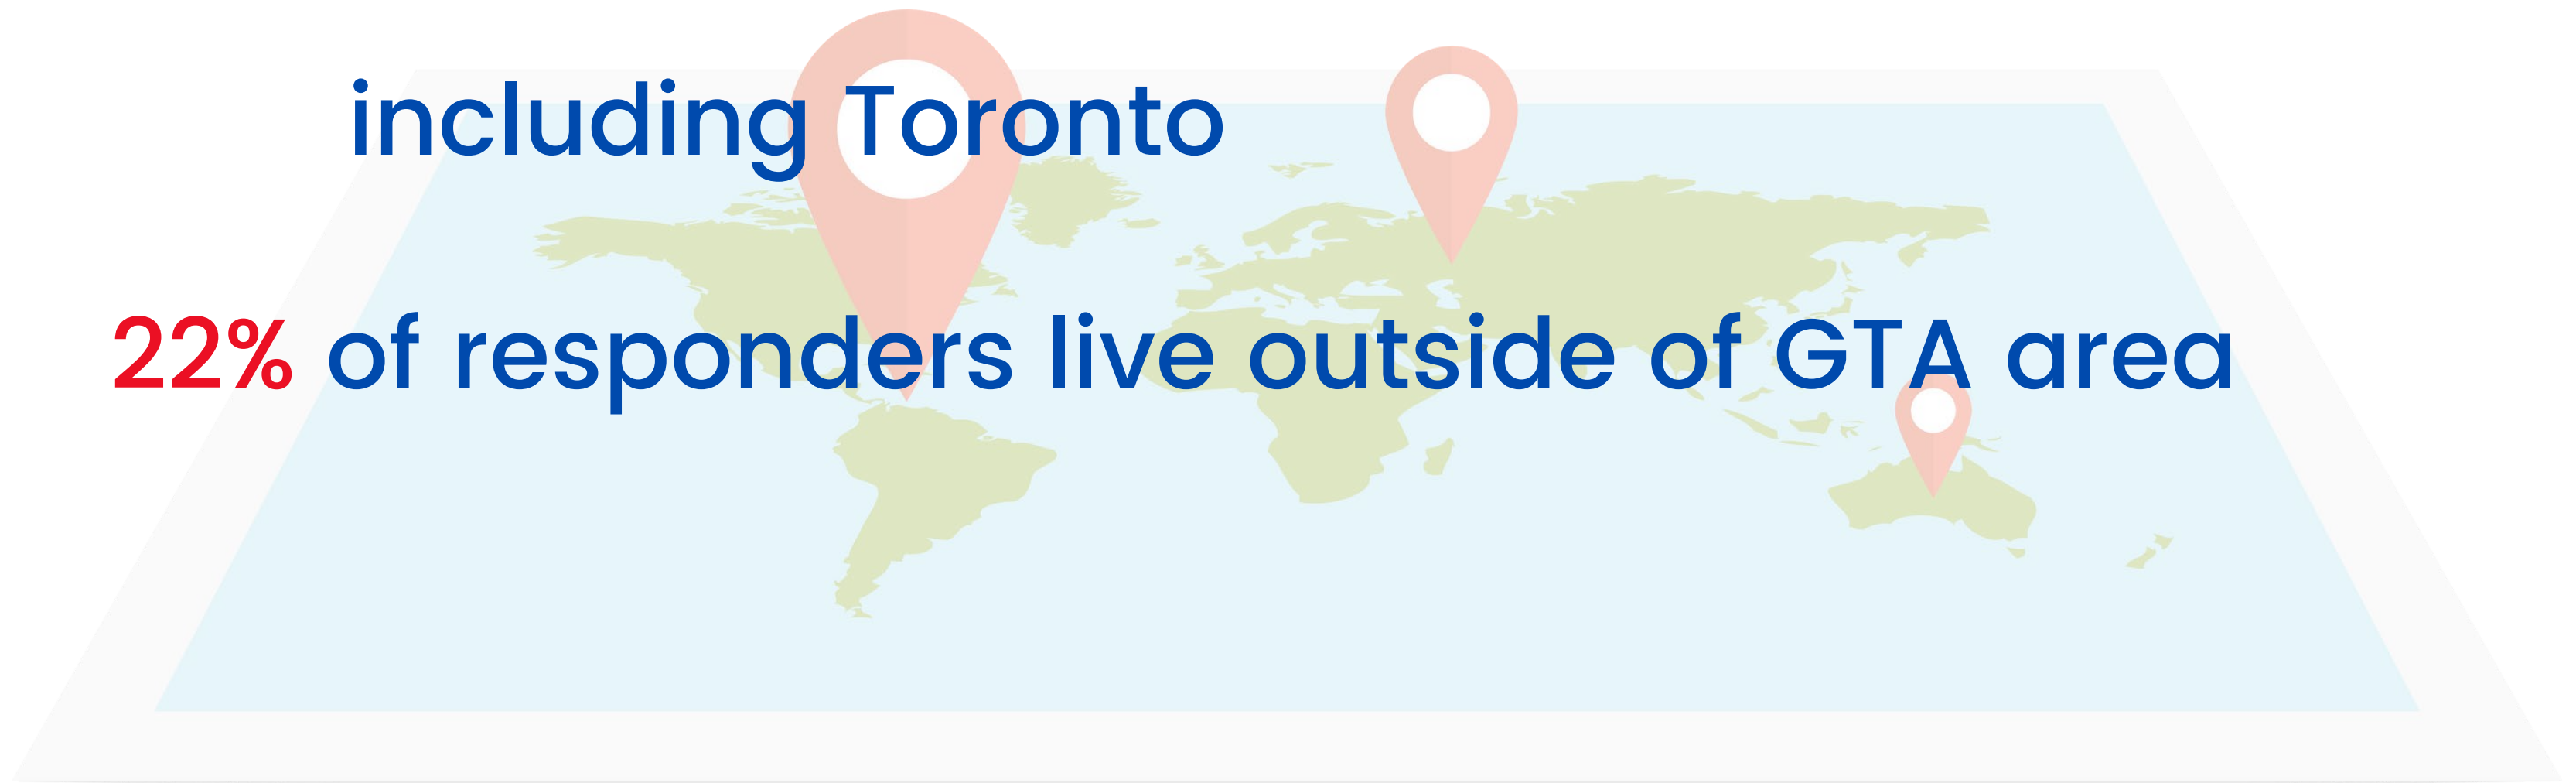 including Toronto
22% of responders live outside of GTA area